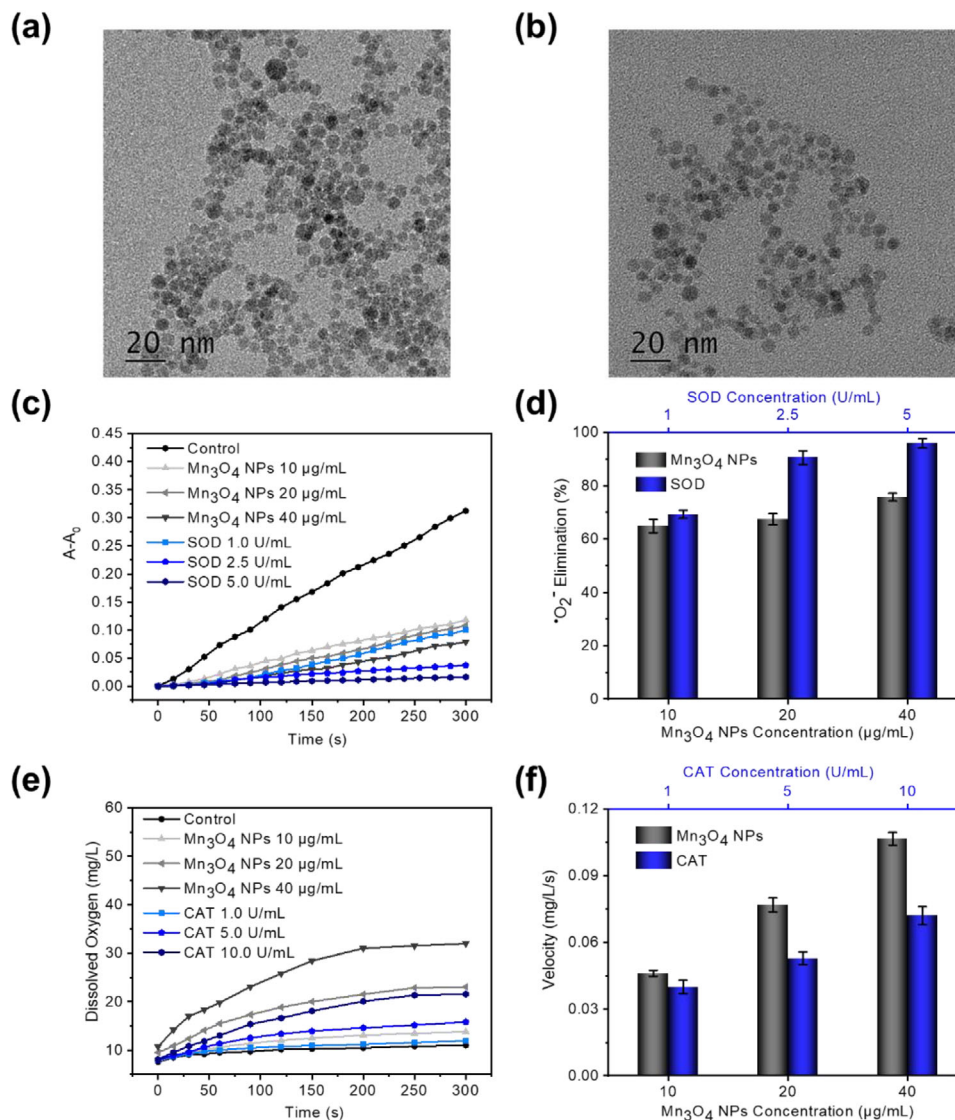 (a)
20 nm
(b)
20 nm
(c)
0.45
0.40
0.35
0.30
0.25
0.20
0.15
0.10
0.05
0.00
A-A₀
Control
Mn₃O₄ NPs 10 µg/mL
Mn₃O₄ NPs 20 µg/mL
Mn₃O₄ NPs 40 µg/mL
SOD 1.0 U/mL
SOD 2.5 U/mL
SOD 5.0 U/mL
0 50 100 150 200 250 300
Time (s)
(d)
SOD Concentration (U/mL)
1 2.5 5
100
80
60
40
20
0
•O₂⁻ Elimination (%)
Mn₃O₄ NPs
SOD
10 20 40
Mn₃O₄ NPs Concentration (µg/mL)
(e)
60
50
40
30
20
10
Dissolved Oxygen (mg/L)
Control
Mn₃O₄ NPs 10 µg/mL
Mn₃O₄ NPs 20 µg/mL
Mn₃O₄ NPs 40 µg/mL
CAT 1.0 U/mL
CAT 5.0 U/mL
CAT 10.0 U/mL
0 50 100 150 200 250 300
Time (s)
(f)
CAT Concentration (U/mL)
1 5 10
0.12
0.09
0.06
0.03
0.00
Velocity (mg/L/s)
Mn₃O₄ NPs
CAT
10 20 40
Mn₃O₄ NPs Concentration (µg/mL)